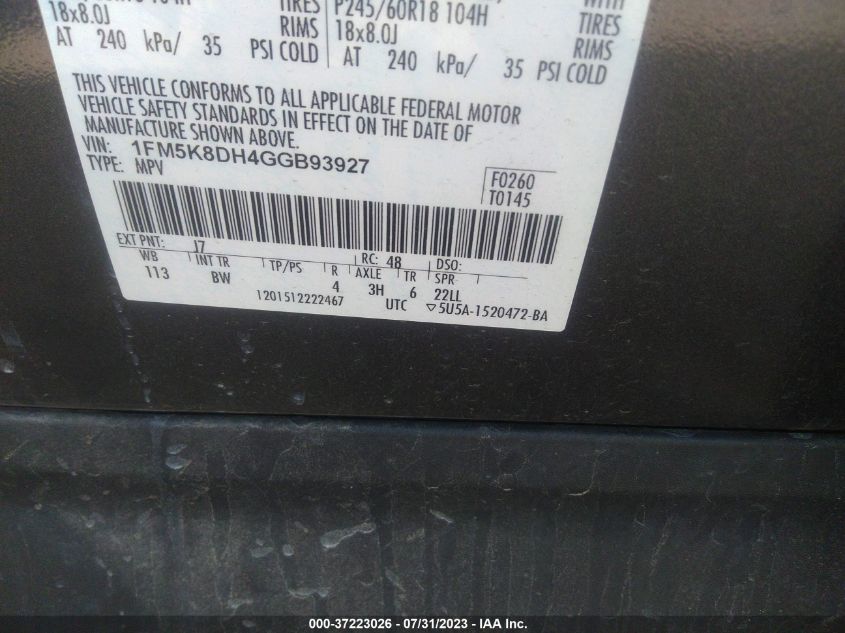 TIRES P245/60R18 104H TIRES
18x8.0J RIMS 18x8.0J RIMS
AT 240 kPa/ 35 PSI COLD AT 240 kPa/ 35 PSI COLD
THIS VEHICLE CONFORMS TO ALL APPLICABLE FEDERAL MOTOR
VEHICLE SAFETY STANDARDS IN EFFECT ON THE DATE OF
MANUFACTURE SHOWN ABOVE.
VIN: 1FM5K8DH4GGB93927
TYPE: MPV
F0260
T0145
EXT PNT: J7 RC: 48 DSO:
WB INT TR TP/PS R AXLE TR SPR
113 BW 4 3H 6 22LL
1201512222467 UTC ▽5U5A-1520472-BA
000-37223026 - 07/31/2023 - IAA Inc.